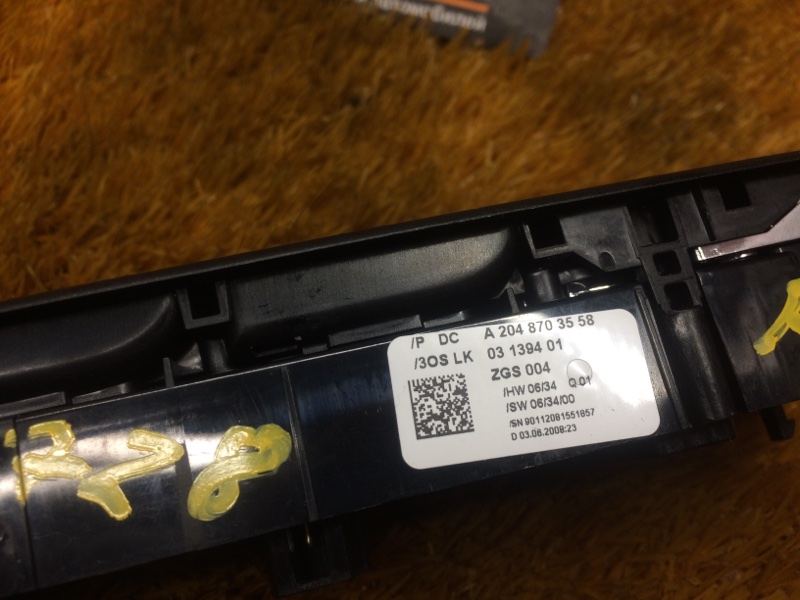 /P DC A 204 870 35 58
/3OS LK 03 1394 01
ZGS 004
/HW 06/34 Q 01
/SW 06/34/00
/SN 90112081551857
D 03.06.2008:23